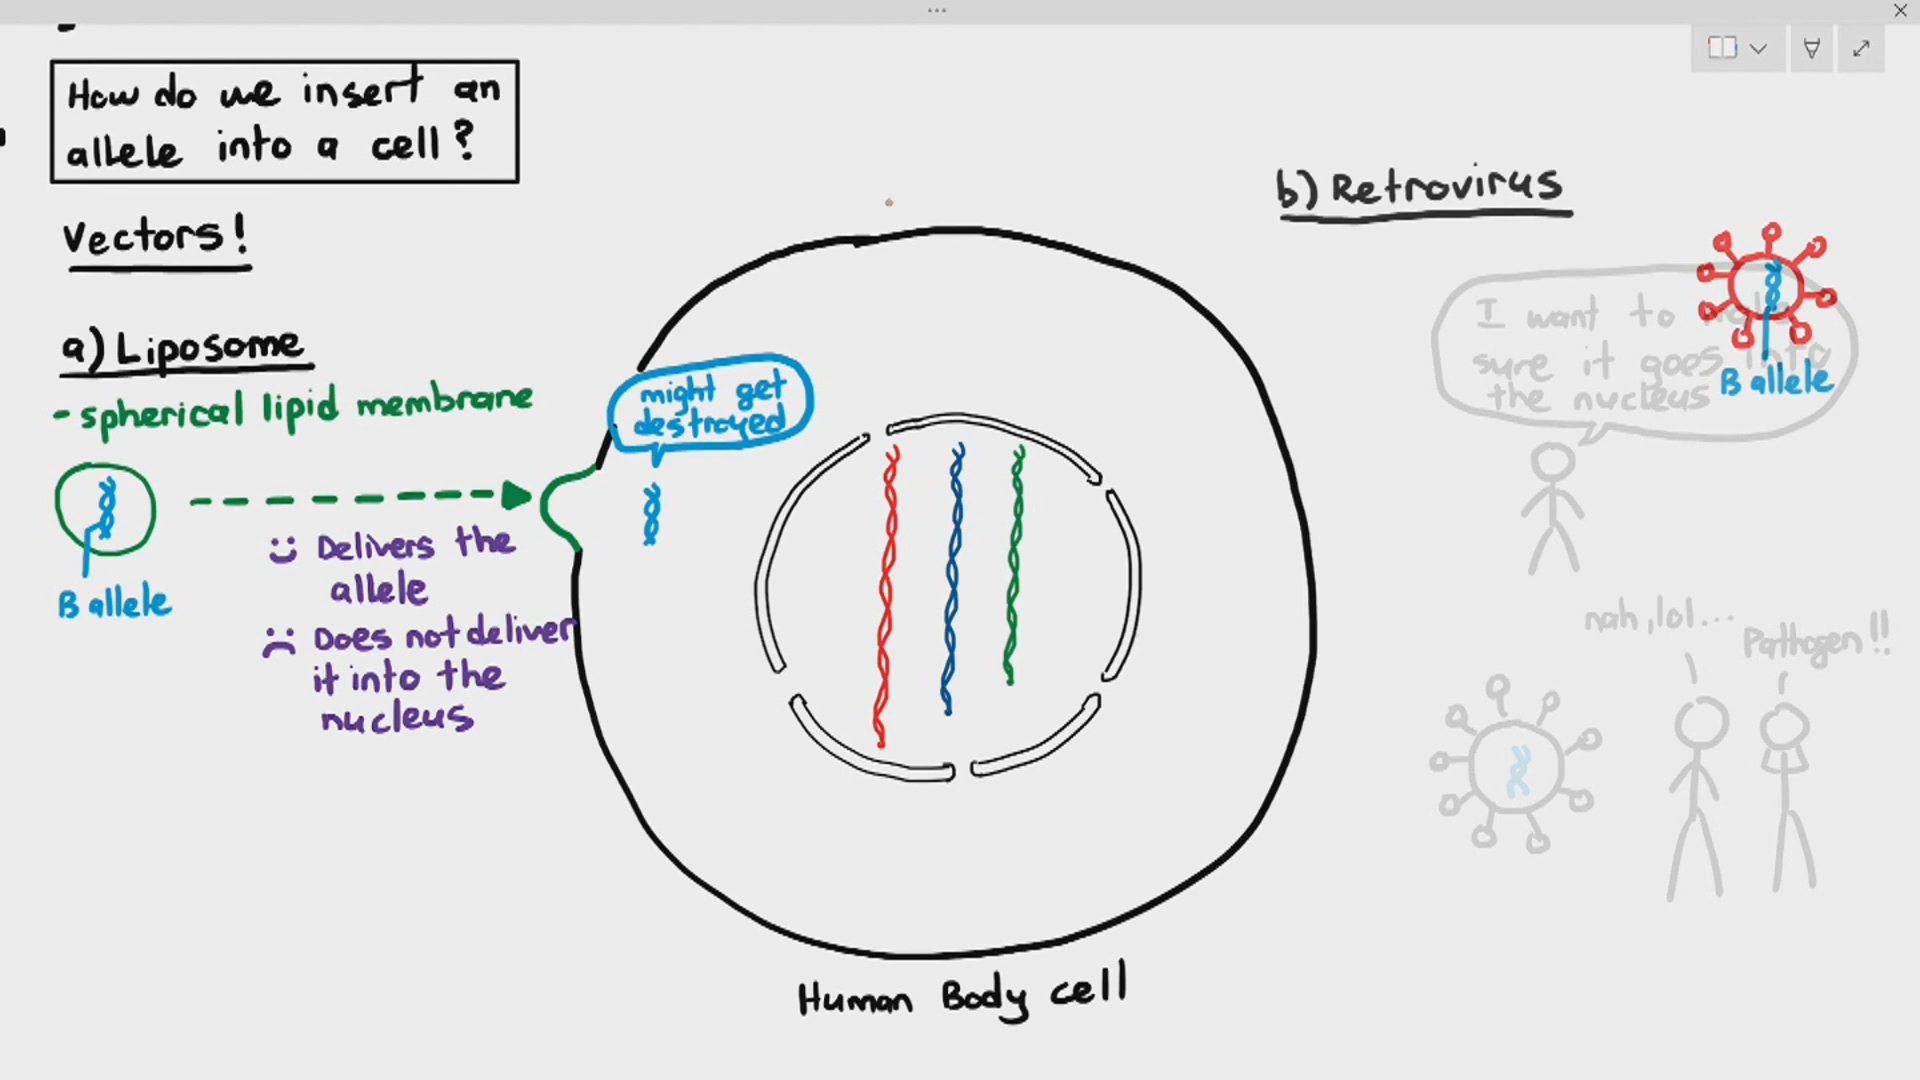 How do we insert an
allele into a cell?
Vectors!
a) Liposome
- spherical lipid membrane
B allele
Delivers the
allele
Does not deliver
it into the
nucleus
might get
destroyed
Human Body cell
b) Retrovirus
I want to make
sure it goes into
the nucleus
B allele
nah, lol...
Pathogen!!